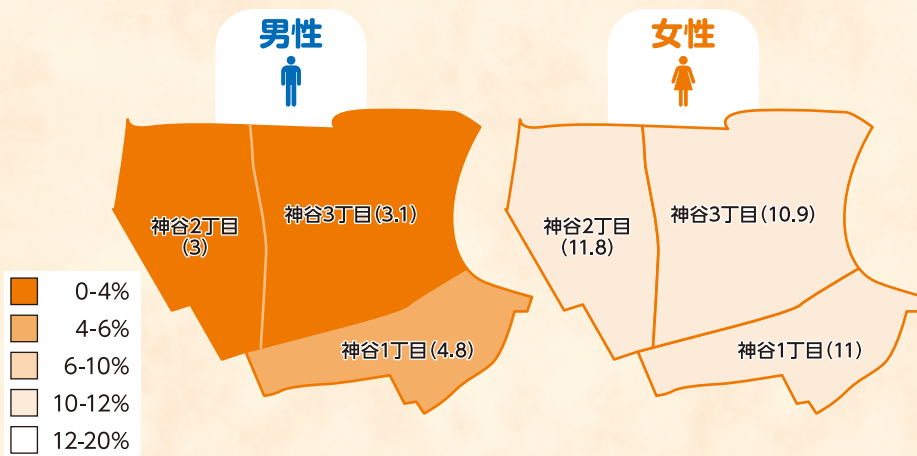 男性
女性
神谷2丁目
(3)
神谷3丁目(3.1)
神谷1丁目(4.8)
神谷2丁目
(11.8)
神谷3丁目(10.9)
神谷1丁目(11)
0-4%
4-6%
6-10%
10-12%
12-20%